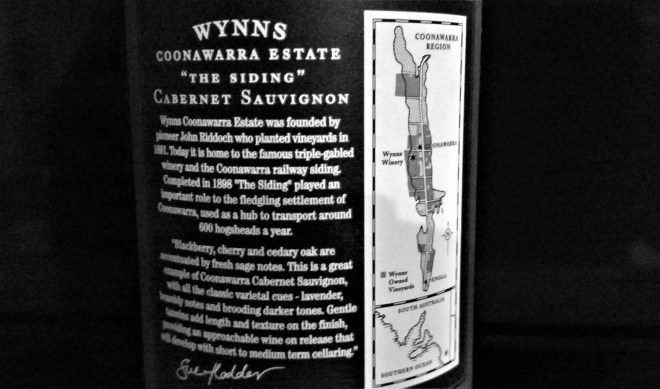 WYNNS
COONAWARRA ESTATE
"THE SIDING"
CABERNET SAUVIGNON
Wynns Coonawarra Estate was founded by
pioneer John Riddoch who planted vineyards in
1891. Today it is home to the famous triple-gabled
winery and the Coonawarra railway siding.
Completed in 1898 "The Siding" played an
important role to the fledgling settlement of
Coonawarra, used as a hub to transport around
600 hogsheads a year.
"Blackberry, cherry and cedary oak are
accentuated by fresh sage notes. This is a great
example of Coonawarra Cabernet Sauvignon,
with all the classic varietal cues - lavender,
brambly notes and brooding darker tones. Gentle
tannins add length and texture on the finish,
providing an approachable wine on release that
will develop with short to medium term cellaring."
Sue Hodder
COONAWARRA
REGION
COONAWARRA
Wynns
Winery
Wynns
Owned
Vineyards
PENOLA
SOUTH AUSTRALIA
SOUTHERN OCEAN